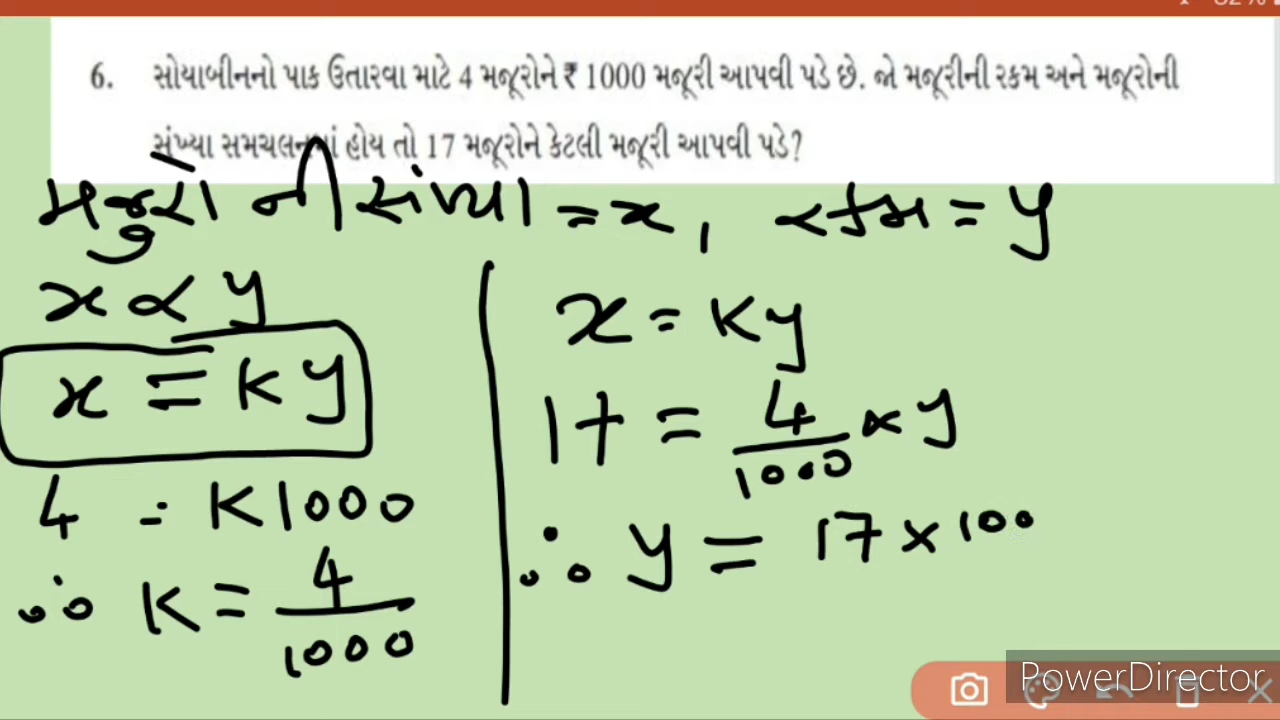 82%
6. સોયાબીનનો પાક ઉતારવા માટે 4 મજૂરોને ₹ 1000 મજૂરી આપવી પડે છે. જો મજૂરીની રકમ અને મજૂરોની
સંખ્યા સમચલનમાં હોય તો 17 મજૂરોને કેટલી મજૂરી આપવી પડે?
મજુરો ની સંખ્યા = x, રકમ = y
x ∝ y
x = Ky
4 = K1000
∴ K = 4/1000
x = Ky
17 = 4/1000 × y
∴ y = 17 × 100
PowerDirector